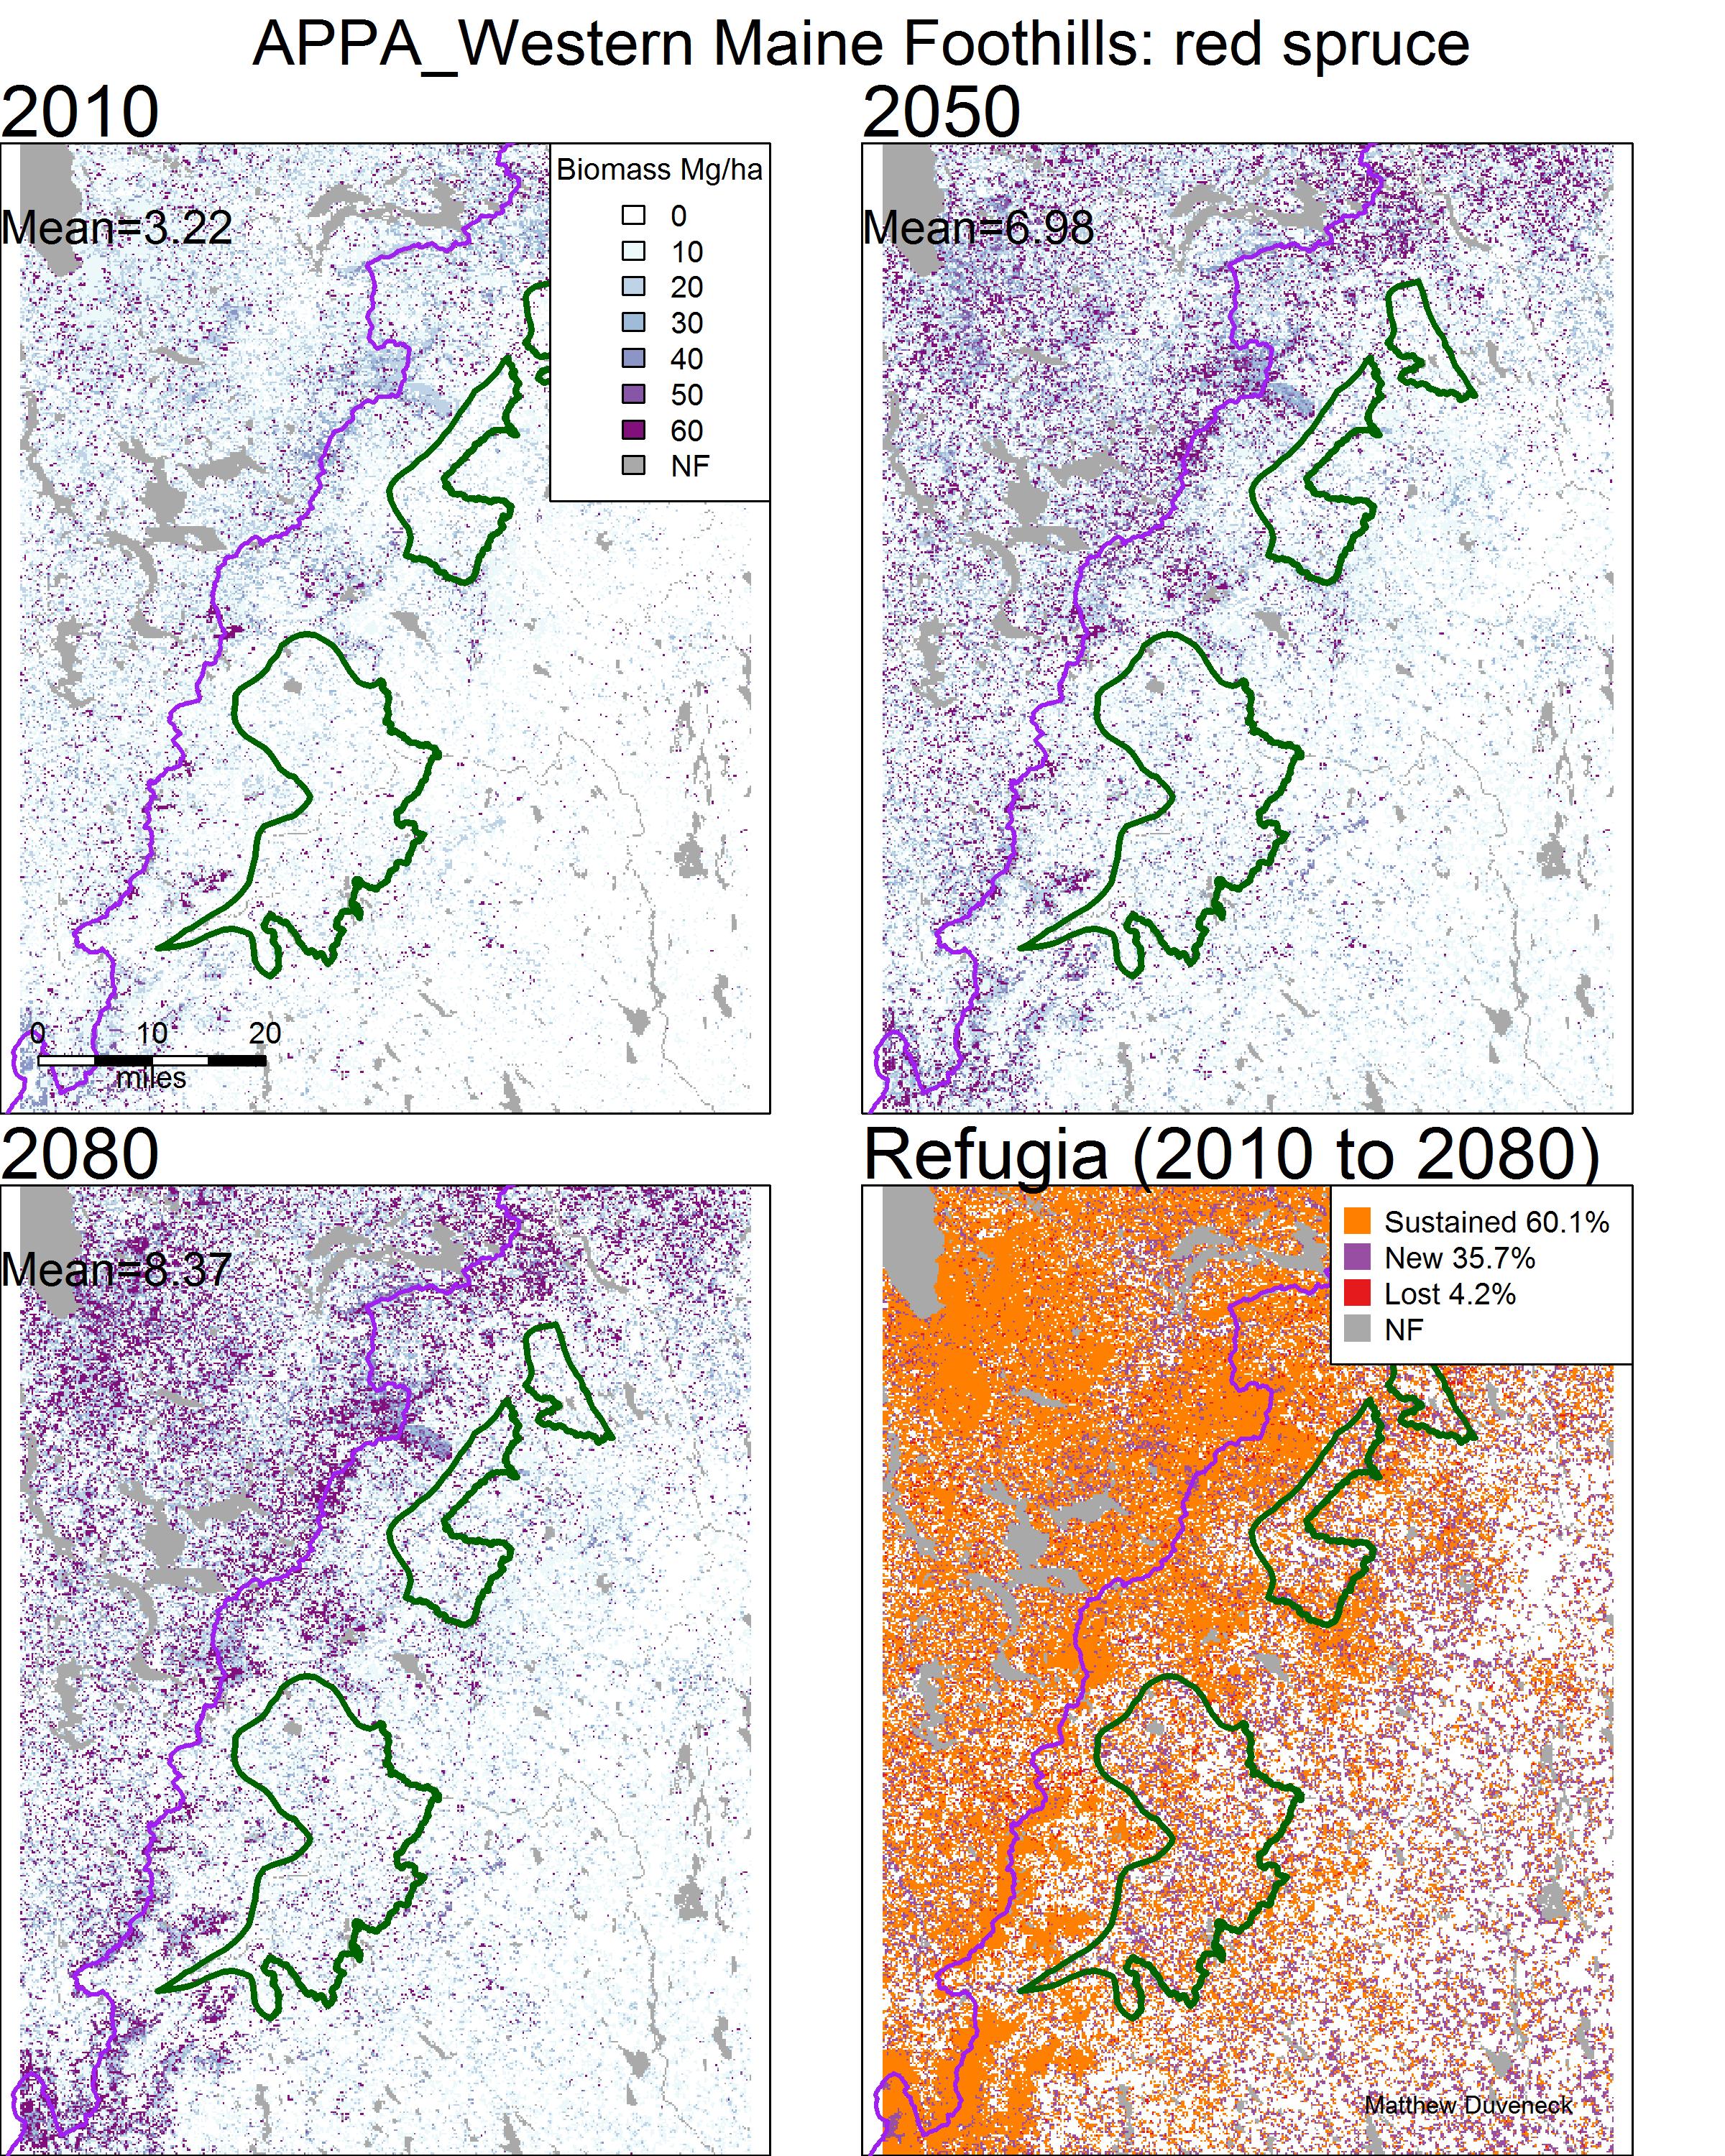 APPA_Western Maine Foothills: red spruce
2010
Mean=3.22
Biomass Mg/ha
0
10
20
30
40
50
60
NF
0 10 20
miles
2050
Mean=6.98
2080
Mean=8.37
Refugia (2010 to 2080)
Sustained 60.1%
New 35.7%
Lost 4.2%
NF
Matthew Duveneck